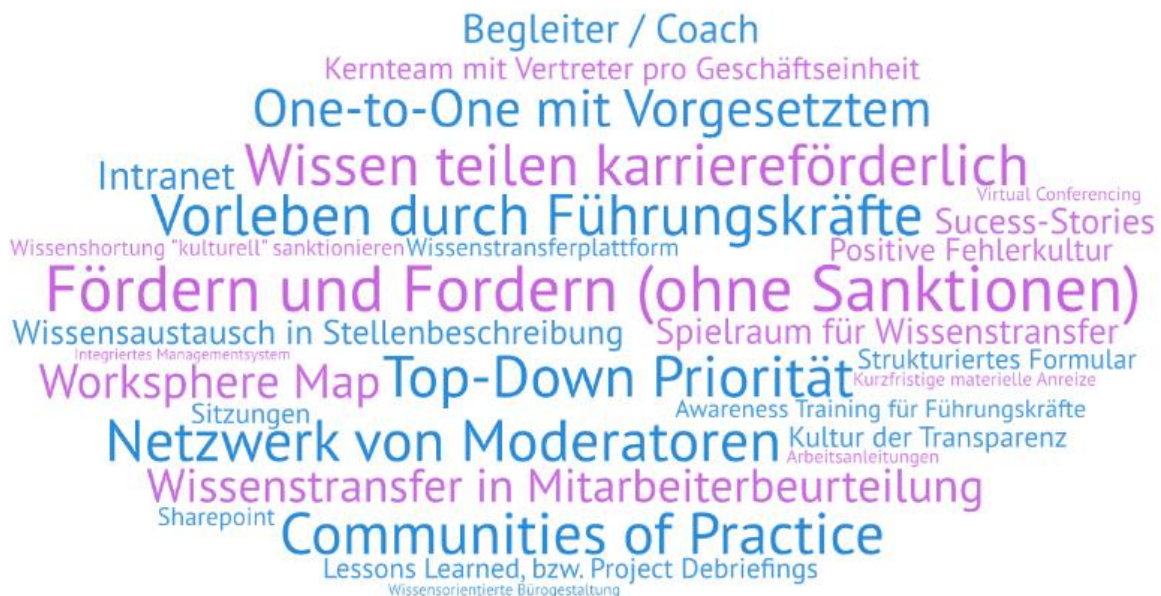 Begleiter / Coach
Kernteam mit Vertreter pro Geschäftseinheit
One-to-One mit Vorgesetztem
Intranet Wissen teilen karriereförderlich
Virtual Conferencing
Vorleben durch Führungskräfte Sucess-Stories
Wissenshortung "kulturell" sanktionieren Wissenstransferplattform Positive Fehlerkultur
Fördern und Fordern (ohne Sanktionen)
Wissensaustausch in Stellenbeschreibung Spielraum für Wissenstransfer
Integriertes Managementsystem
Worksphere Map Top-Down Priorität Strukturiertes Formular
Kurzfristige materielle Anreize
Sitzungen Awareness Training für Führungskräfte
Netzwerk von Moderatoren Kultur der Transparenz
Arbeitsanleitungen
Wissenstransfer in Mitarbeiterbeurteilung
Sharepoint Communities of Practice
Lessons Learned, bzw. Project Debriefings
Wissensorientierte Bürogestaltung